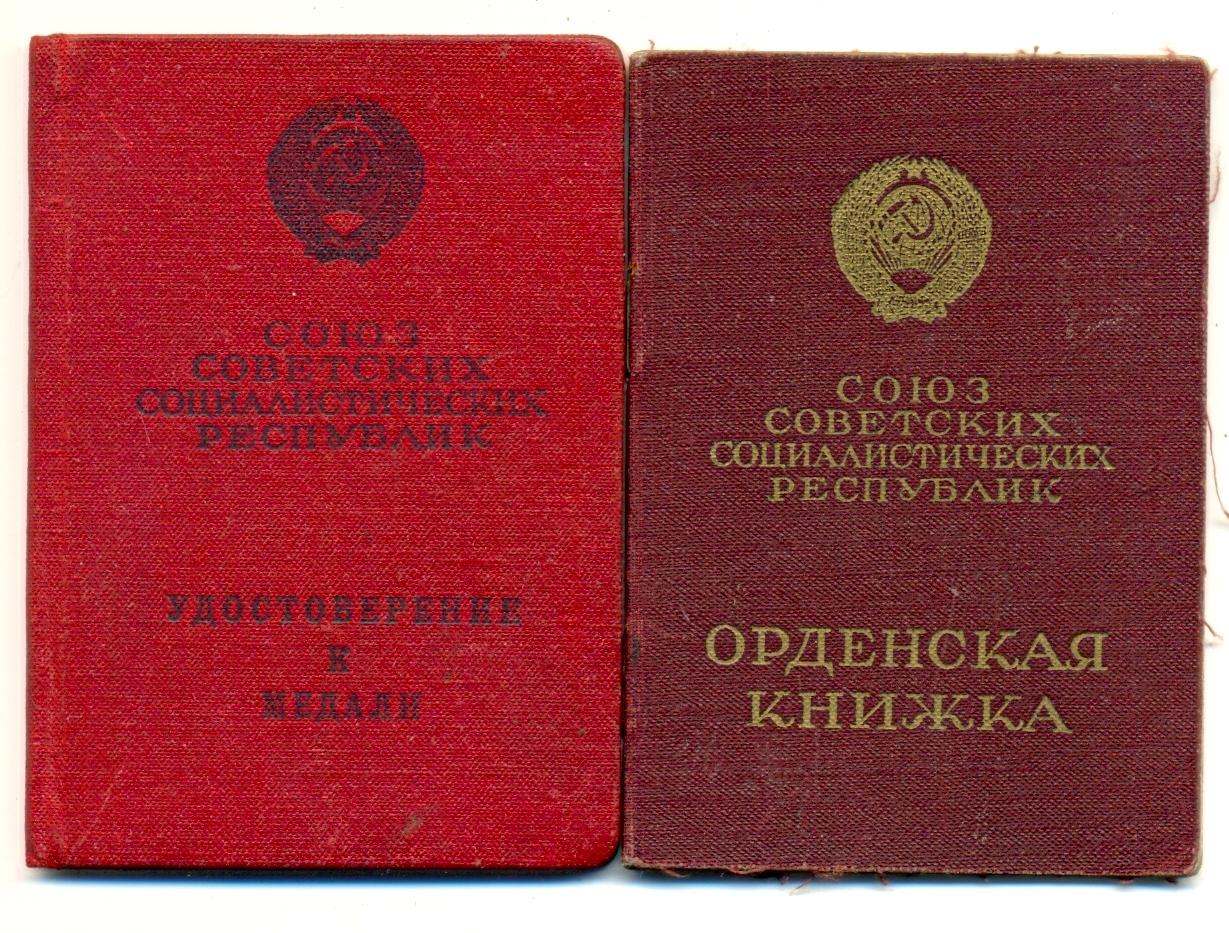 СОЮЗ
СОВЕТСКИХ
СОЦИАЛИСТИЧЕСКИХ
РЕСПУБЛИК
УДОСТОВЕРЕНИЕ
К
МЕДАЛИ
СОЮЗ
СОВЕТСКИХ
СОЦИАЛИСТИЧЕСКИХ
РЕСПУБЛИК
ОРДЕНСКАЯ
КНИЖКА